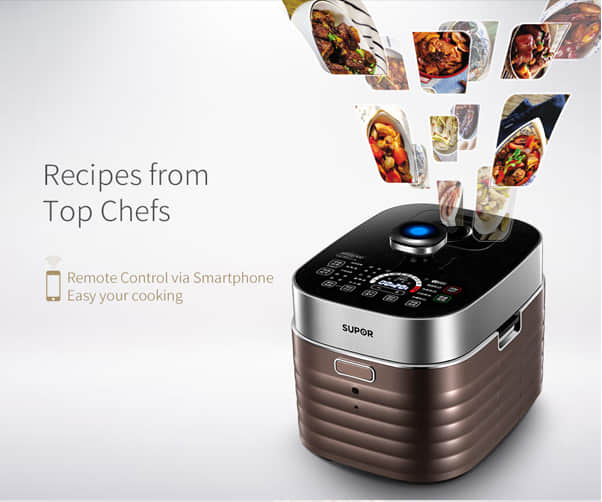 Recipes from
Top Chefs
Remote Control via Smartphone
Easy your cooking
SUPOR